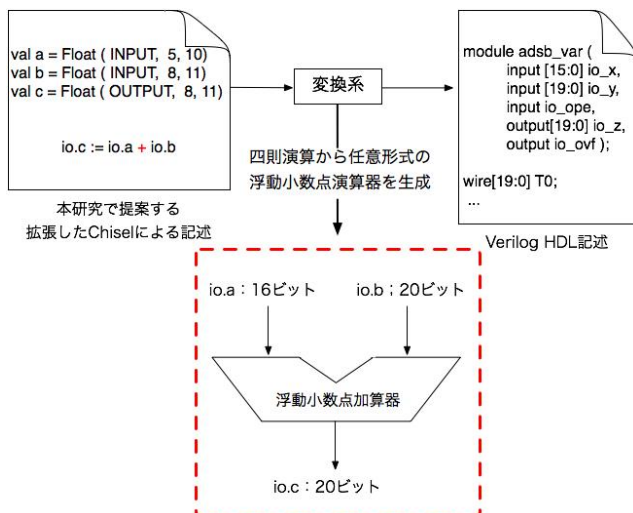 val a = Float ( INPUT, 5, 10)
val b = Float ( INPUT, 8, 11)
val c = Float ( OUTPUT, 8, 11)
io.c := io.a + io.b
本研究で提案する
拡張したChiselによる記述
変換系
四則演算から任意形式の
浮動小数点演算器を生成
module adsb_var (
input [15:0] io_x,
input [19:0] io_y,
input io_ope,
output[19:0] io_z,
output io_ovf );
wire[19:0] T0;
...
Verilog HDL記述
io.a：16ビット
io.b；20ビット
浮動小数点加算器
io.c：20ビット